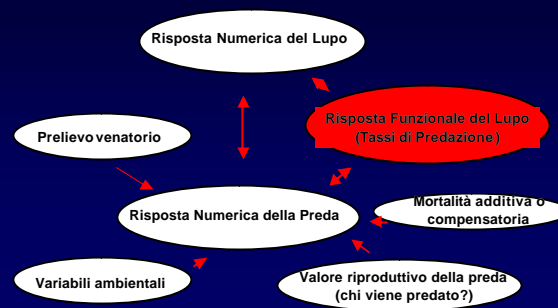 Risposta Numerica del Lupo
Risposta Funzionale del Lupo
(Tassi di Predazione)
Prelievo venatorio
Mortalità additiva o
compensatoria
Risposta Numerica della Preda
Variabili ambientali
Valore riproduttivo della preda
(chi viene predato?)